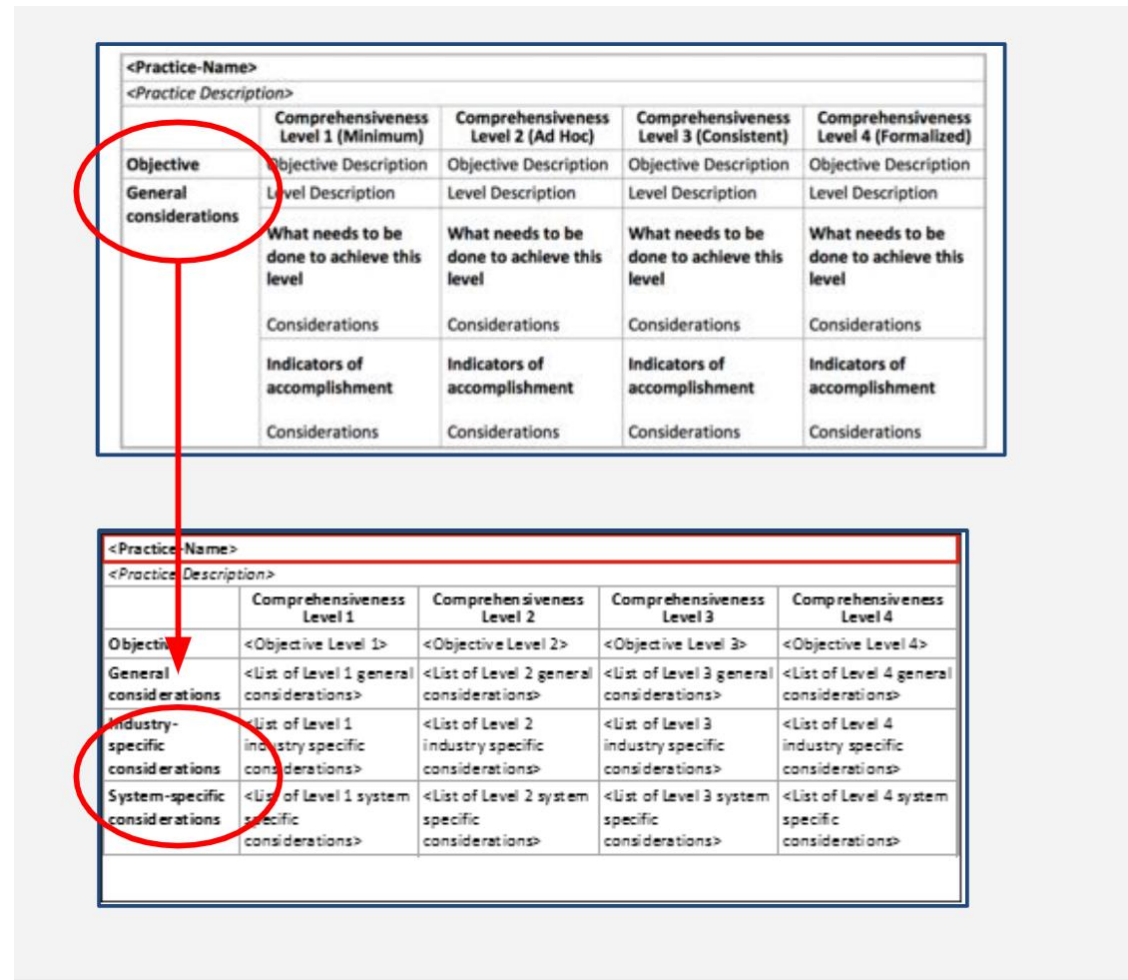 <Practice-Name>
<Practice Description>
Comprehensiveness Level 1 (Minimum) Comprehensiveness Level 2 (Ad Hoc) Comprehensiveness Level 3 (Consistent) Comprehensiveness Level 4 (Formalized)
Objective Objective Description Objective Description Objective Description Objective Description
General considerations Level Description Level Description Level Description Level Description
What needs to be done to achieve this level What needs to be done to achieve this level What needs to be done to achieve this level What needs to be done to achieve this level
Considerations Considerations Considerations Considerations
Indicators of accomplishment Indicators of accomplishment Indicators of accomplishment Indicators of accomplishment
Considerations Considerations Considerations Considerations
<Practice-Name>
<Practice Description>
Comprehensiveness Level 1 Comprehensiveness Level 2 Comprehensiveness Level 3 Comprehensiveness Level 4
Objective <Objective Level 1> <Objective Level 2> <Objective Level 3> <Objective Level 4>
General considerations <List of Level 1 general considerations> <List of Level 2 general considerations> <List of Level 3 general considerations> <List of Level 4 general considerations>
Industry-specific considerations <List of Level 1 industry specific considerations> <List of Level 2 industry specific considerations> <List of Level 3 industry specific considerations> <List of Level 4 industry specific considerations>
System-specific considerations <List of Level 1 system specific considerations> <List of Level 2 system specific considerations> <List of Level 3 system specific considerations> <List of Level 4 system specific considerations>